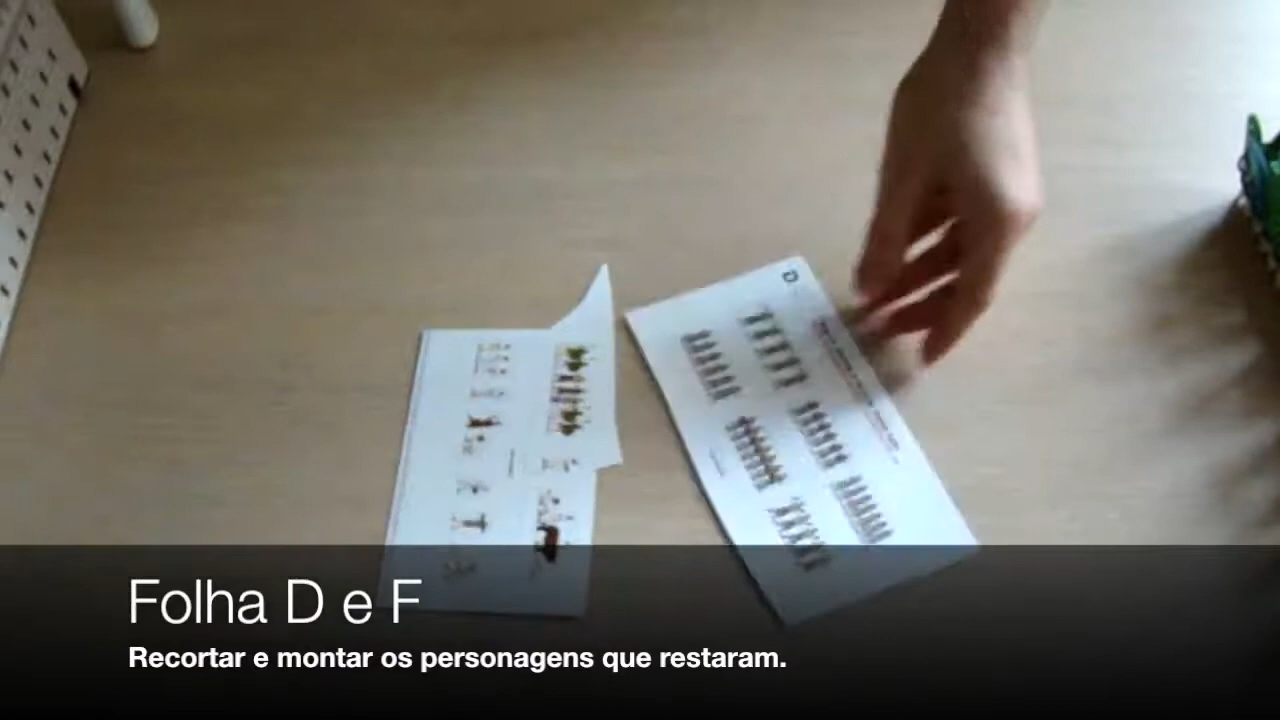 D
Folha D e F
Recortar e montar os personagens que restaram.